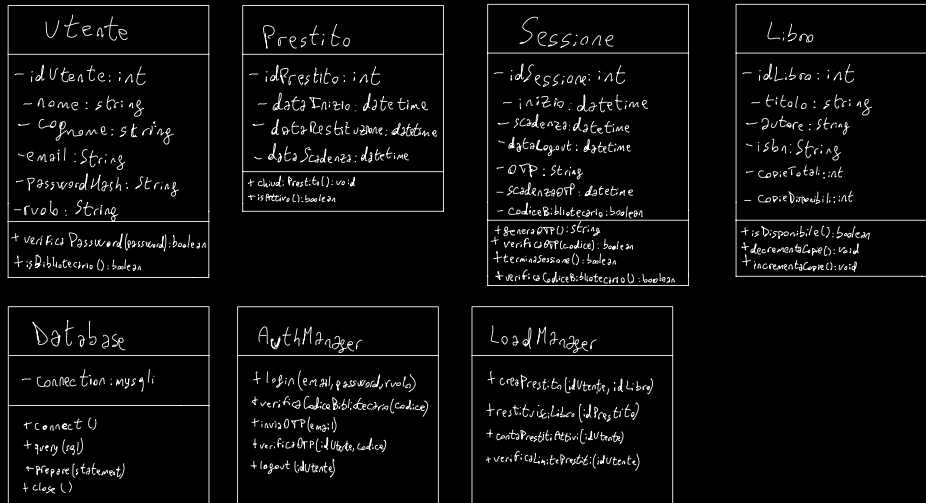 Utente
- idUtente: int
- nome: string
- cognome: string
- email: String
- passwordHash: String
- ruolo: String
+ verificaPassword(password): boolean
+ isBibliotecario(): boolean
Prestito
- idPrestito: int
- dataInizio: datetime
- dataRestituzione: datetime
- dataScadenza: datetime
+ chiudiPrestito(): void
+ isAttivo(): boolean
Sessione
- idSessione: int
- inizio: datetime
- scadenza: datetime
- dataLogout: datetime
- OTP: String
- scadenzaOTP: datetime
- codiceBibliotecario: boolean
+ generaOTP(): String
+ verificaOTP(codice): boolean
+ terminaSessione(): boolean
+ verificaCodiceBibliotecario(): boolean
Libro
- idLibro: int
- titolo: string
- autore: String
- isbn: String
- copieTotali: int
- copieDisponibili: int
+ isDisponibile(): boolean
+ decrementaCopie(): void
+ incrementaCopie(): void
Database
- connection: mysqli
+ connect()
+ query(sql)
+ prepare(statement)
+ close()
AuthManager
+ login(email, password, ruolo)
+ verificaCodiceBibliotecario(codice)
+ inviaOTP(email)
+ verificaOTP(idUtente, codice)
+ logout(idUtente)
LoadManager
+ creaPrestito(idUtente, idLibro)
+ restituisciLibro(idPrestito)
+ contaPrestitiAttivi(idUtente)
+ verificaLimitePrestiti(idUtente)